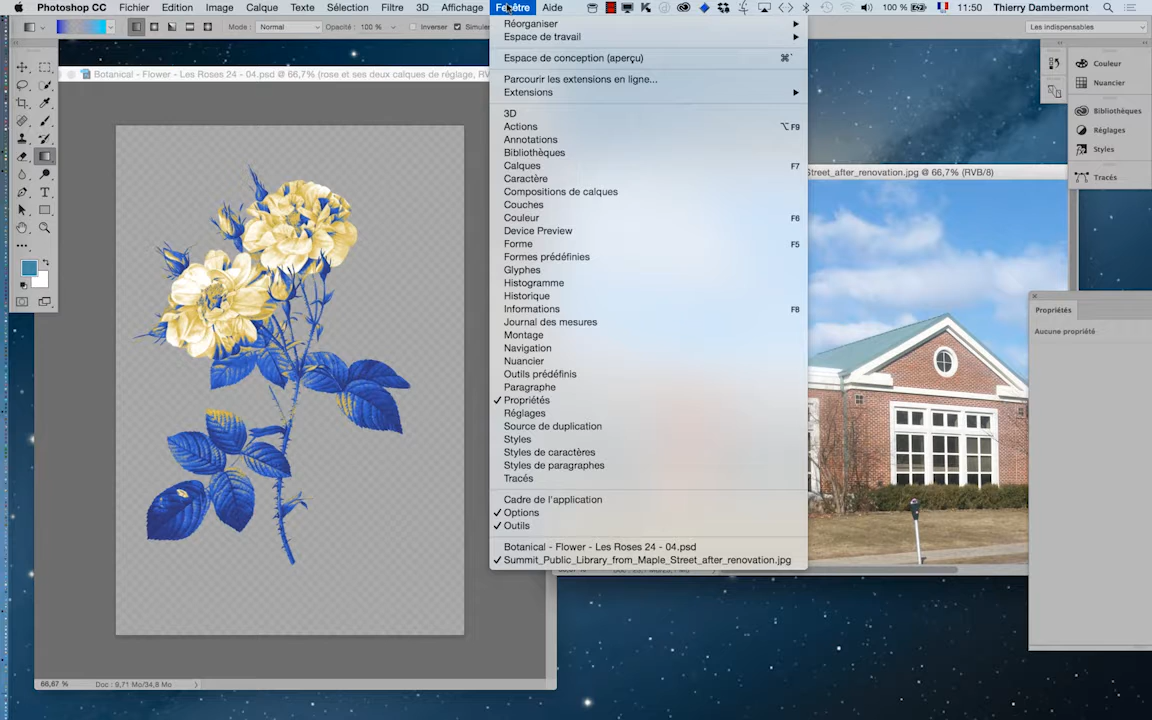 Photoshop CC Fichier Edition Image Calque Texte Sélection Filtre 3D Affichage Fenêtre Aide 100 % 11:50 Thierry Dambermont
Mode : Normal Opacité : 100 % Inverser Simuler Les indispensables
Botanical - Flower - Les Roses 24 - 04.psd @ 66,7% (rose et ses deux calques de réglage, RV
Réorganiser
Espace de travail
Espace de conception (aperçu) ⌘`
Parcourir les extensions en ligne...
Extensions
3D
Actions ⌥F9
Annotations
Bibliothèques
Calques F7
Caractère
Compositions de calques
Couches
Couleur F6
Device Preview
Forme F5
Formes prédéfinies
Glyphes
Histogramme
Historique
Informations F8
Journal des mesures
Montage
Navigation
Nuancier
Outils prédéfinis
Paragraphe
Propriétés
Réglages
Source de duplication
Styles
Styles de caractères
Styles de paragraphes
Tracés
Cadre de l'application
Options
Outils
Botanical - Flower - Les Roses 24 - 04.psd
Summit_Public_Library_from_Maple_Street_after_renovation.jpg
Street_after_renovation.jpg @ 66,7% (RVB/8)
Couleur
Nuancier
Bibliothèques
Réglages
Styles
Tracés
Propriétés
Aucune propriété
66,67 % Doc : 9,71 Mo/34,8 Mo